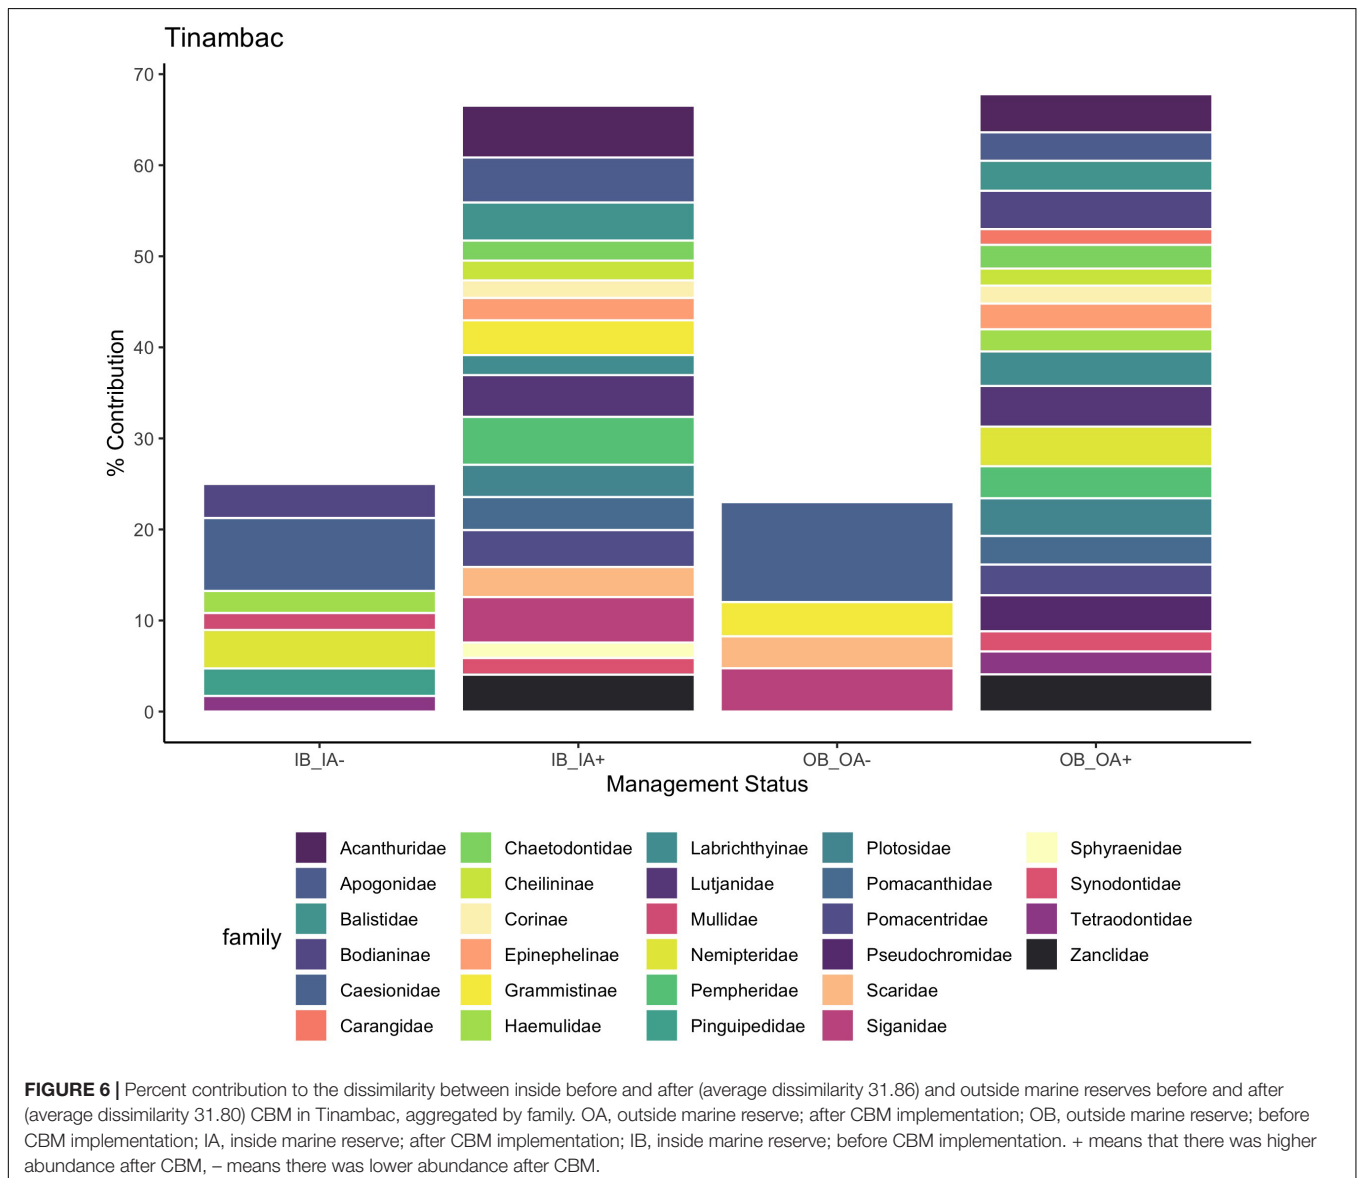 Tinambac
70
60
50
40
30
20
10
0
% Contribution
IB_IA-
IB_IA+
OB_OA-
OB_OA+
Management Status
family
Acanthuridae
Apogonidae
Balistidae
Bodianinae
Caesionidae
Carangidae
Chaetodontidae
Cheilininae
Corinae
Epinephelinae
Grammistinae
Haemulidae
Labrichthyinae
Lutjanidae
Mullidae
Nemipteridae
Pempheridae
Pinguipedidae
Plotosidae
Pomacanthidae
Pomacentridae
Pseudochromidae
Scaridae
Siganidae
Sphyraenidae
Synodontidae
Tetraodontidae
Zanclidae
FIGURE 6 | Percent contribution to the dissimilarity between inside before and after (average dissimilarity 31.86) and outside marine reserves before and after
(average dissimilarity 31.80) CBM in Tinambac, aggregated by family. OA, outside marine reserve; after CBM implementation; OB, outside marine reserve; before
CBM implementation; IA, inside marine reserve; after CBM implementation; IB, inside marine reserve; before CBM implementation. + means that there was higher
abundance after CBM, – means there was lower abundance after CBM.